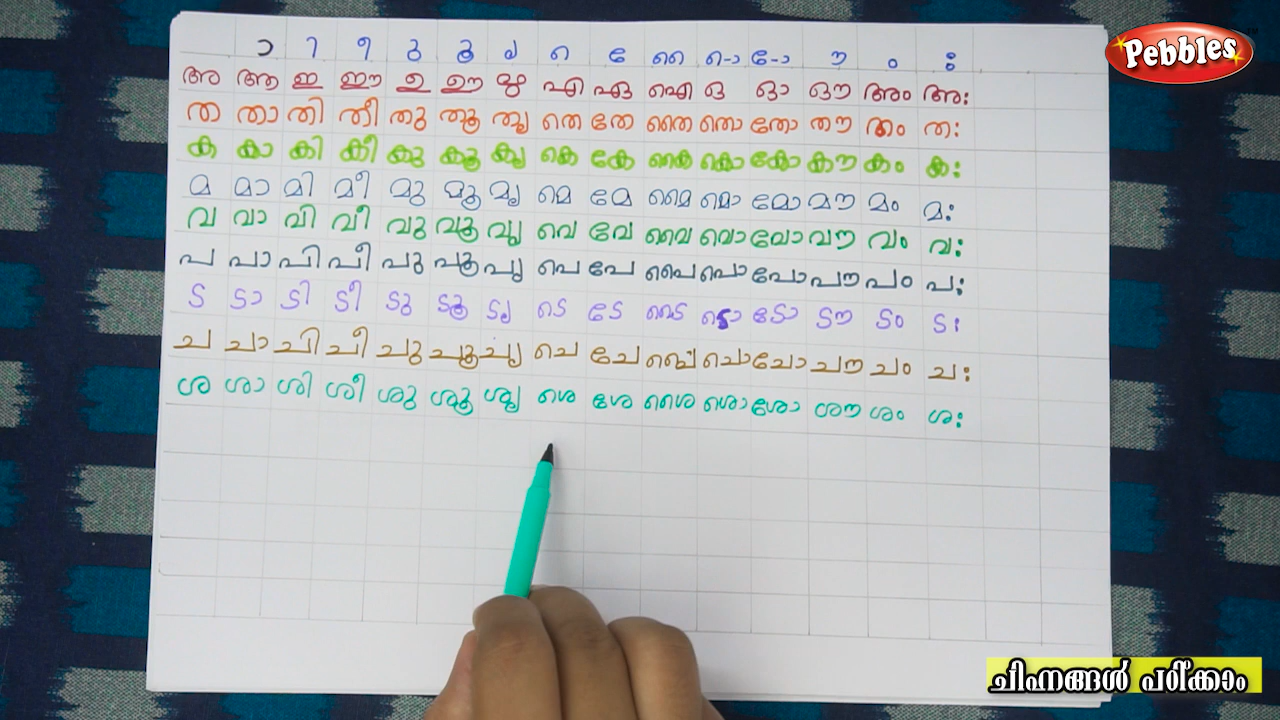 ാ ി ീ ു ൂ ൃ െ േ ൈ ൊ ോ ൗ ം ഃ
Pebbles
അ ആ ഇ ഈ ഉ ഊ ഋ എ ഏ ഐ ഒ ഓ ഔ അം അഃ
ത താ തി തീ തു തൂ തൃ തെ തേ തൈ തൊ തോ തൗ തം തഃ
ക കാ കി കീ കു കൂ കൃ കെ കേ കൈ കൊ കോ കൗ കം കഃ
മ മാ മി മീ മു മൂ മൃ മെ മേ മൈ മൊ മോ മൗ മം മഃ
വ വാ വി വീ വു വൂ വൃ വെ വേ വൈ വൊ വോ വൗ വം വഃ
പ പാ പി പീ പു പൂ പൃ പെ പേ പൈ പൊ പോ പൗ പം പഃ
ട ടാ ടി ടീ ടു ടൂ ടൃ ടെ ടേ ടൈ ടൊ ടോ ടൗ ടം ടഃ
ച ചാ ചി ചീ ചു ചൂ ചൃ ചെ ചേ ചൊ ചോ ചൗ ചം ചഃ
ശ ശാ ശി ശീ ശു ശൂ ശൃ ശെ ശേ ശൈ ശൊ ശോ ശൗ ശം ശഃ
ചിഹ്നങ്ങൾ പഠിക്കാം